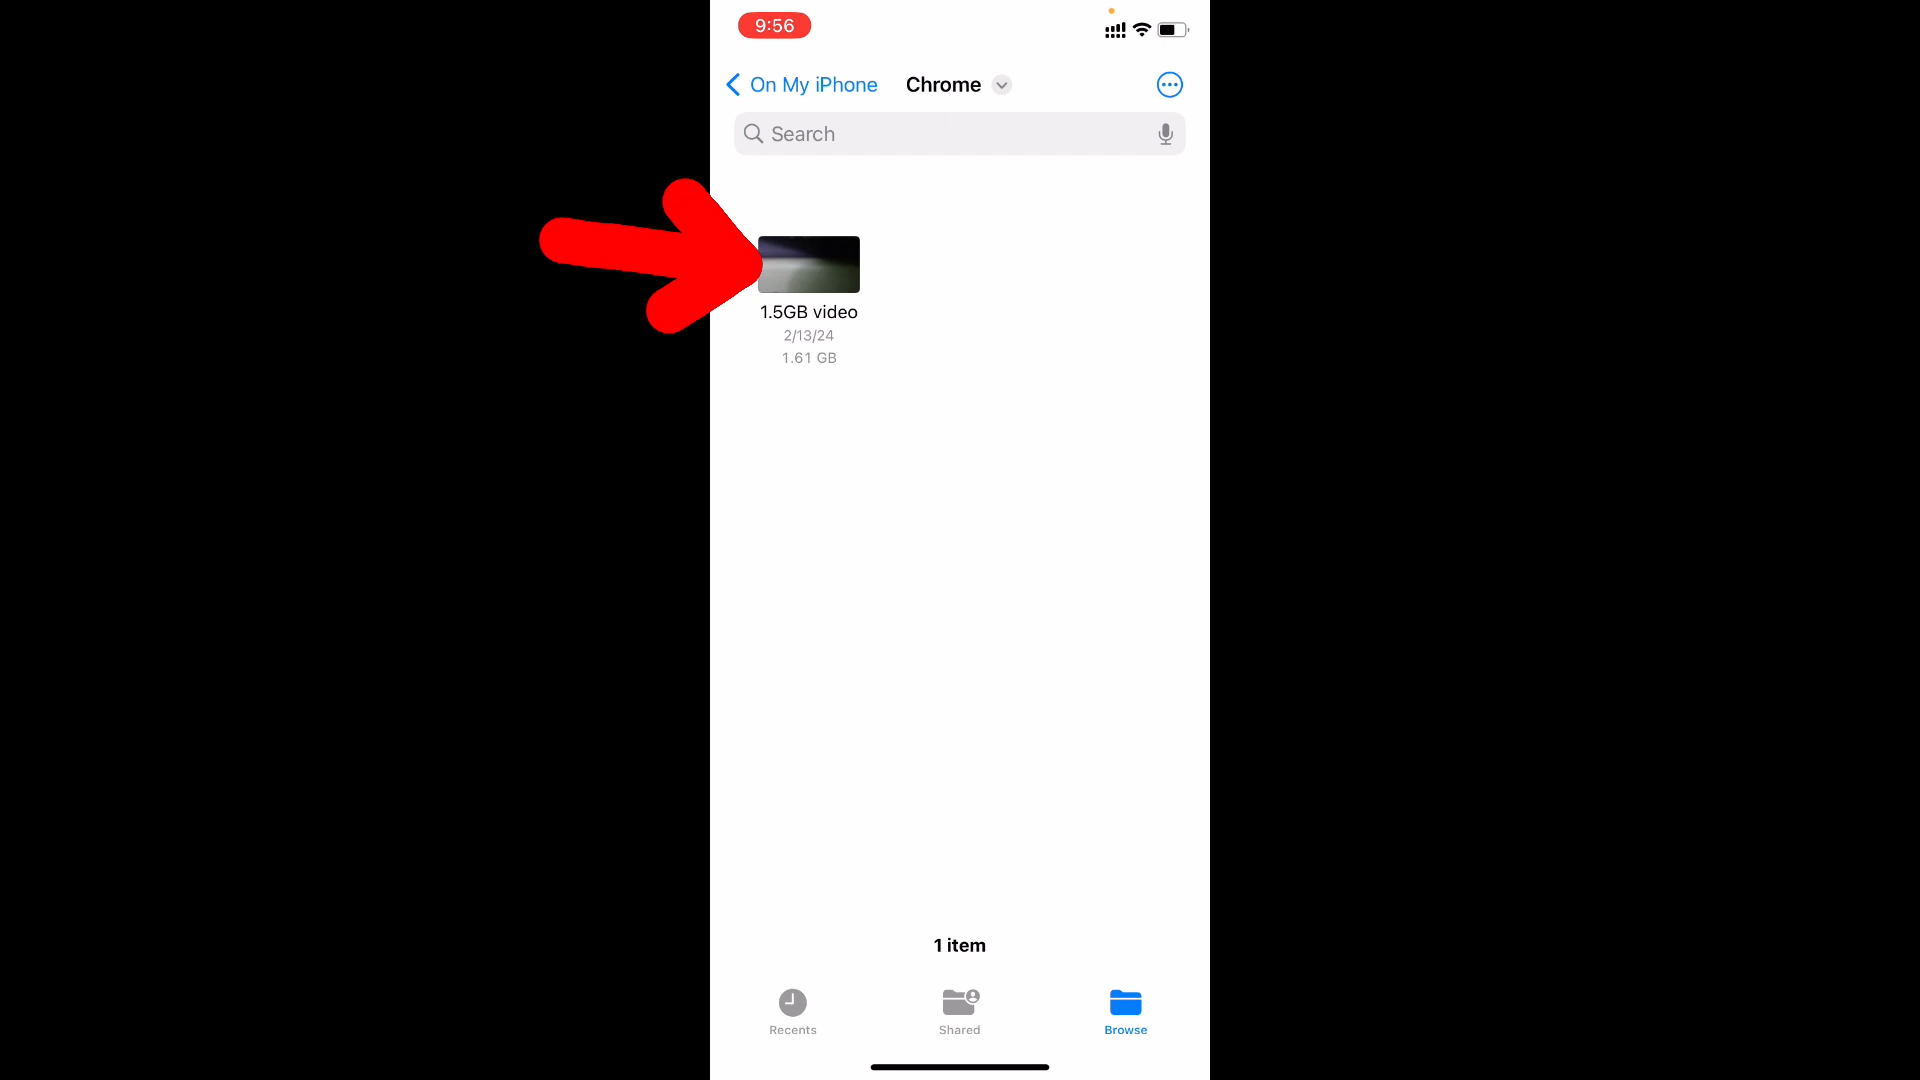 9:56
On My iPhone Chrome
Search
1.5GB video
2/13/24
1.61 GB
1 item
Recents Shared Browse